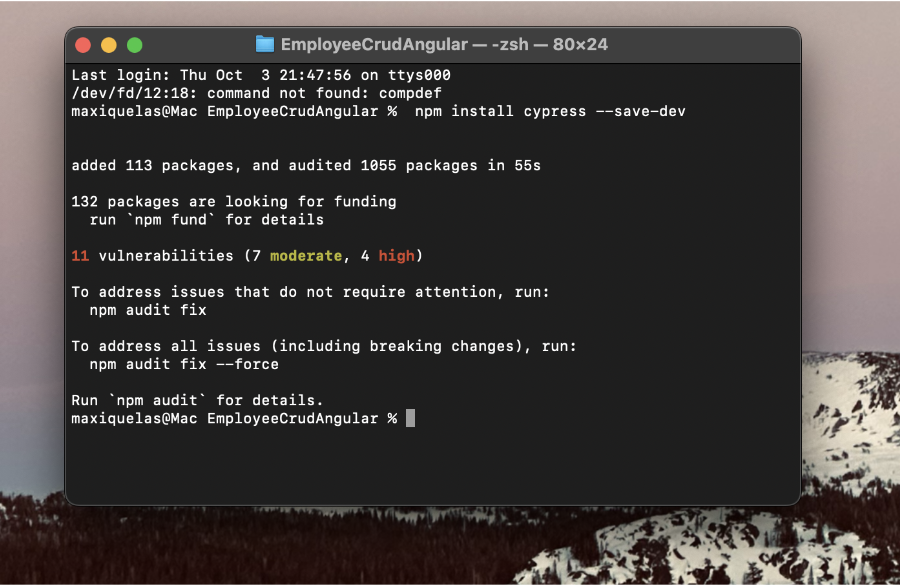 EmployeeCrudAngular — -zsh — 80×24
Last login: Thu Oct  3 21:47:56 on ttys000
/dev/fd/12:18: command not found: compdef
maxiquelas@Mac EmployeeCrudAngular %  npm install cypress --save-dev
added 113 packages, and audited 1055 packages in 55s
132 packages are looking for funding
  run `npm fund` for details
11 vulnerabilities (7 moderate, 4 high)
To address issues that do not require attention, run:
  npm audit fix
To address all issues (including breaking changes), run:
  npm audit fix --force
Run `npm audit` for details.
maxiquelas@Mac EmployeeCrudAngular %